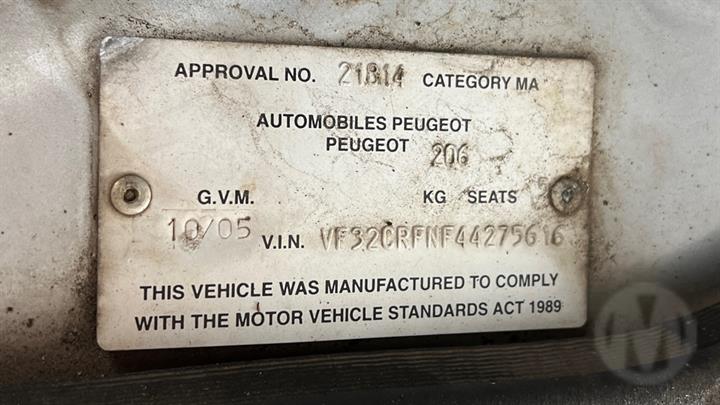 APPROVAL NO. 21814 CATEGORY MA
AUTOMOBILES PEUGEOT
PEUGEOT 206
G.V.M. KG SEATS 5
10/05 V.I.N. VF32CRFNF44275616
THIS VEHICLE WAS MANUFACTURED TO COMPLY
WITH THE MOTOR VEHICLE STANDARDS ACT 1989
M